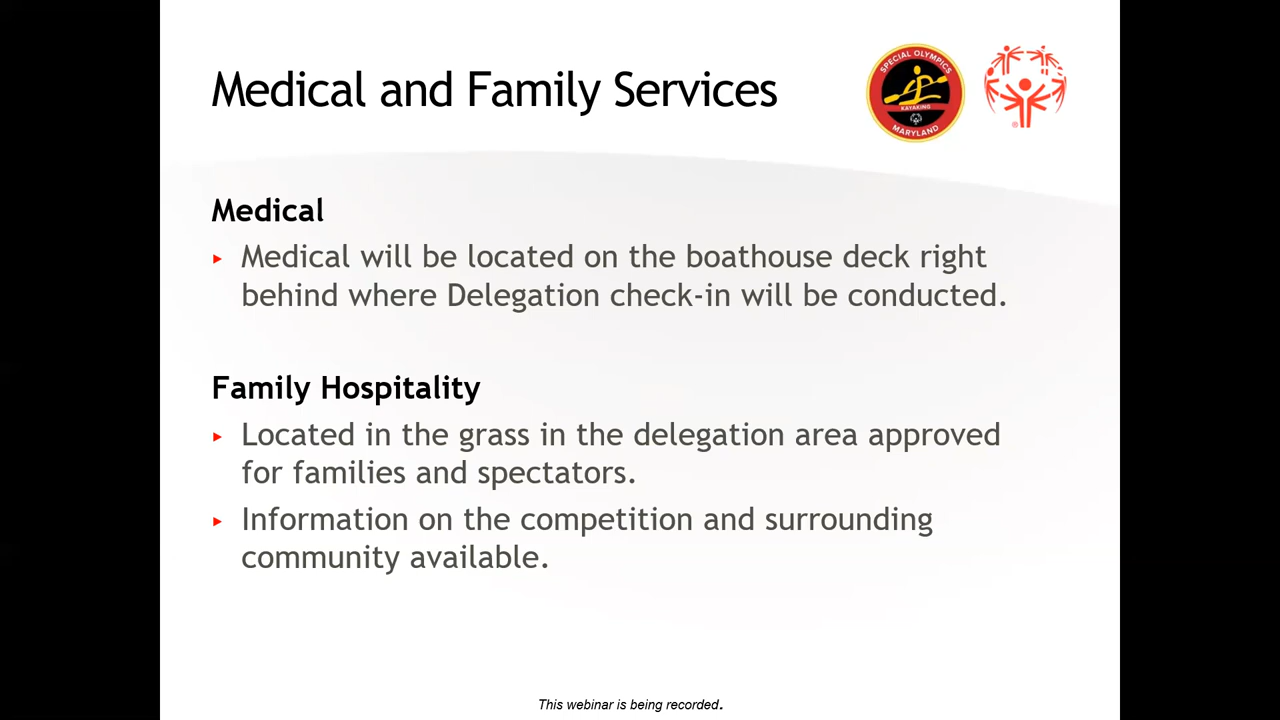 Medical and Family Services
SPECIAL OLYMPICS
KAYAKING
MARYLAND
®
Medical
▸ Medical will be located on the boathouse deck right
behind where Delegation check-in will be conducted.
Family Hospitality
▸ Located in the grass in the delegation area approved
for families and spectators.
▸ Information on the competition and surrounding
community available.
This webinar is being recorded.